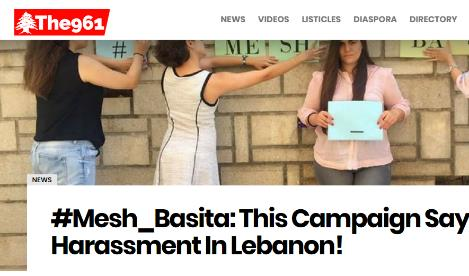 The961
NEWS VIDEOS LISTICLES DIASPORA DIRECTORY
# ME SH BA
NEWS
#Mesh_Basita: This Campaign Say
Harassment In Lebanon!